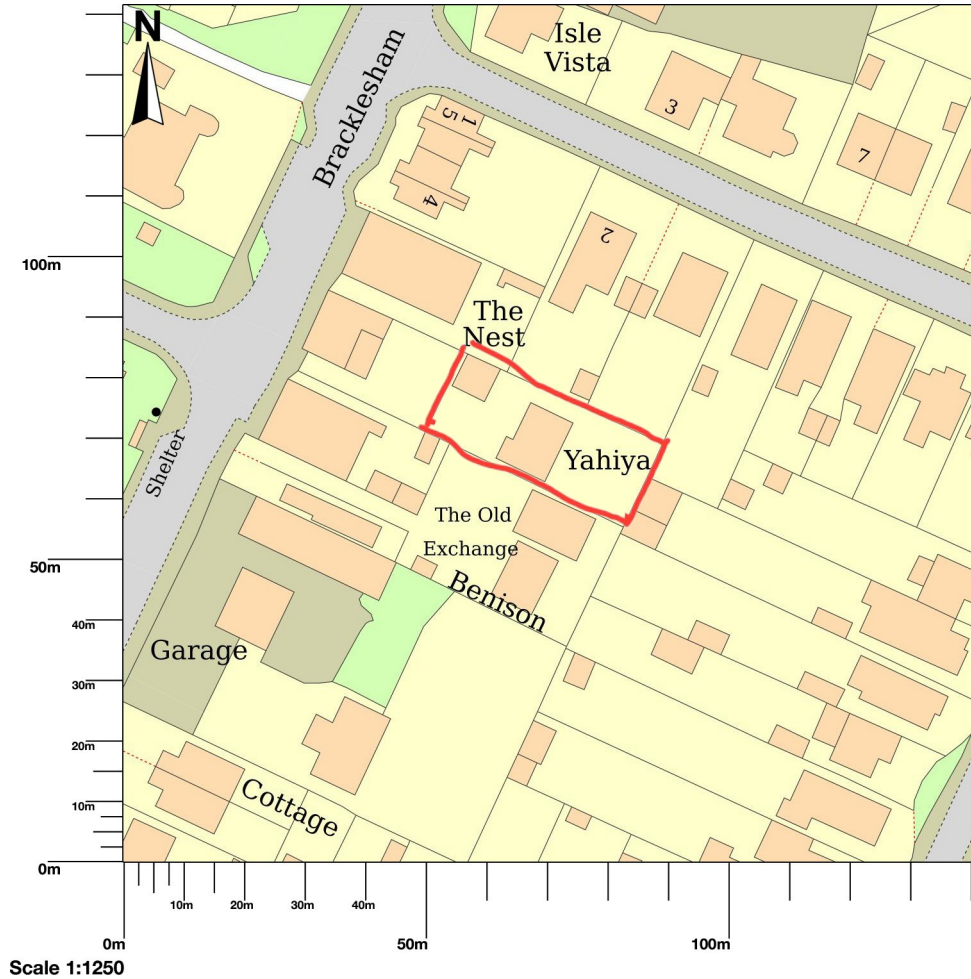 N
Isle
Vista
Bracklesham
3
1
5
7
4
2
100m
The
Nest
Shelter
Yahiya
The Old
Exchange
50m
Benison
40m
Garage
30m
20m
Cottage
10m
0m
10m
20m
30m
40m
0m
50m
100m
Scale 1:1250